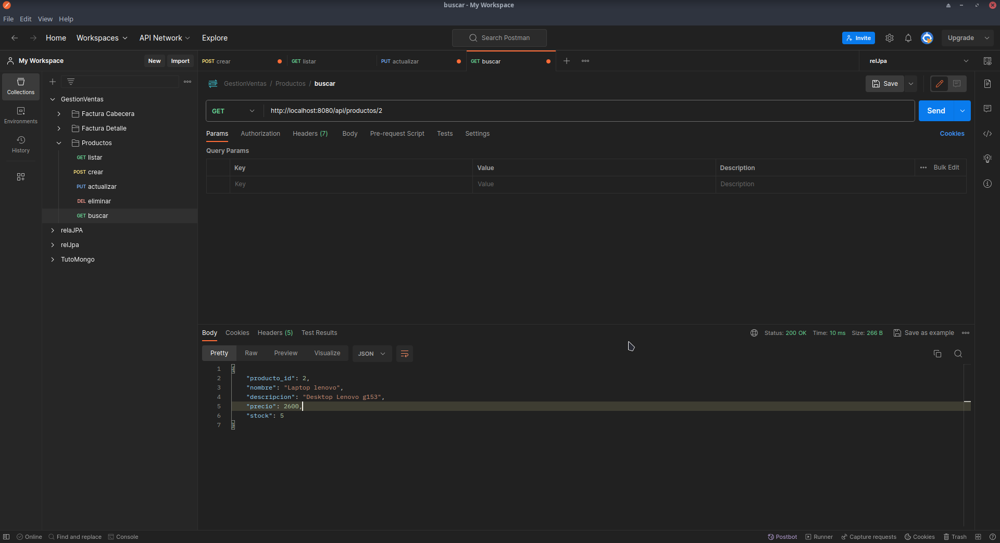 buscar - My Workspace
File Edit View Help
Home Workspaces API Network Explore
Search Postman
Invite
Upgrade
My Workspace New Import
POST crear GET listar PUT actualizar GET buscar
relJpa
HTTP GestionVentas / Productos / buscar
Save
GET http://localhost:8080/api/productos/2
Send
Collections
Environments
History
GestionVentas
Factura Cabecera
Factura Detalle
Productos
GET listar
POST crear
PUT actualizar
DEL eliminar
GET buscar
relaJPA
relJpa
TutoMongo
Params Authorization Headers (7) Body Pre-request Script Tests Settings Cookies
Query Params
Key Value Description Bulk Edit
Key Value Description
Body Cookies Headers (5) Test Results
Status: 200 OK Time: 10 ms Size: 266 B Save as example
Pretty Raw Preview Visualize JSON
1 {
2 "producto_id": 2,
3 "nombre": "Laptop lenovo",
4 "descripcion": "Desktop Lenovo g153",
5 "precio": 2600,
6 "stock": 5
7 }
Online Find and replace Console
Postbot Runner Capture requests Cookies Trash